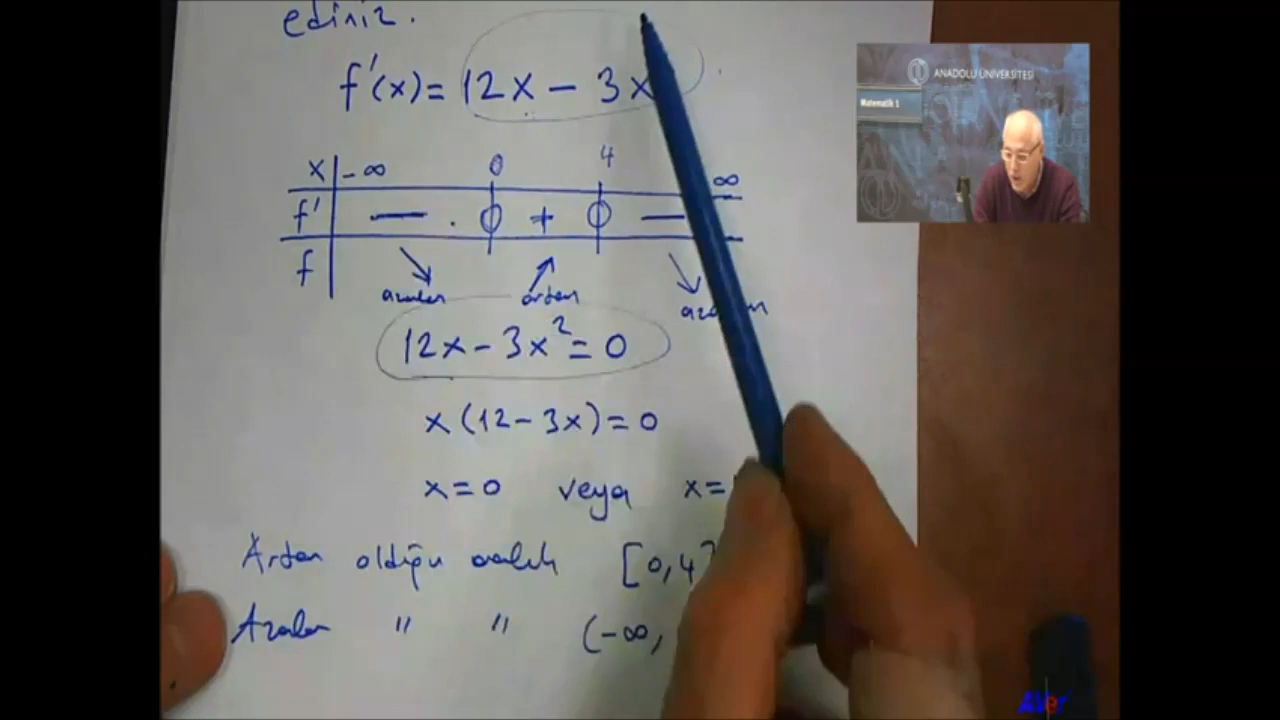 ediniz.
f'(x) = 12x - 3x
x -∞ 0 4 ∞
f' — . 0 + 0 —
f
azalan artan
12x - 3x² = 0
x(12 - 3x) = 0
x = 0 veya x =
Artan olduğu aralık [0, 4]
Azalan " " (-∞,
ANADOLU ÜNİVERSİTESİ
Matematik 1
AVer